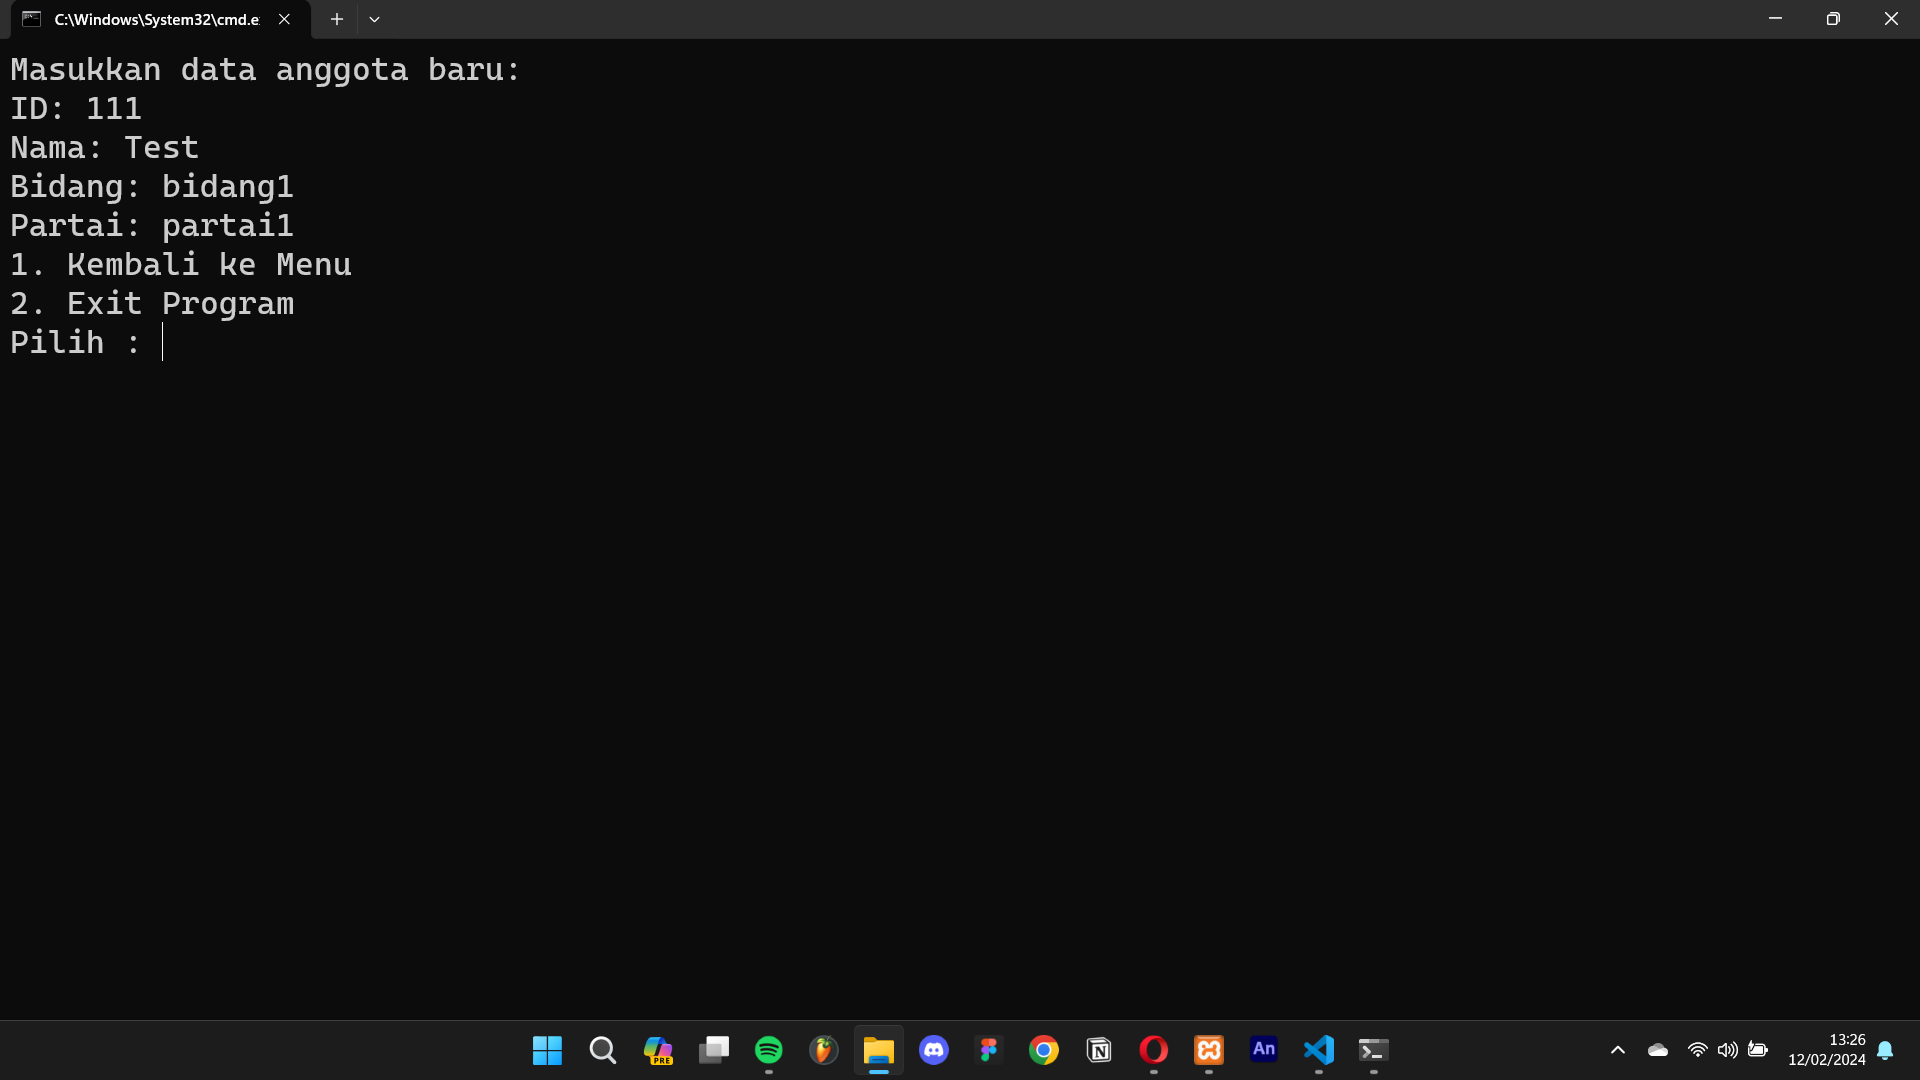 C:\Windows\System32\cmd.e
Masukkan data anggota baru:
ID: 111
Nama: Test
Bidang: bidang1
Partai: partai1
1. Kembali ke Menu
2. Exit Program
Pilih :
PRE
An
13:26
12/02/2024